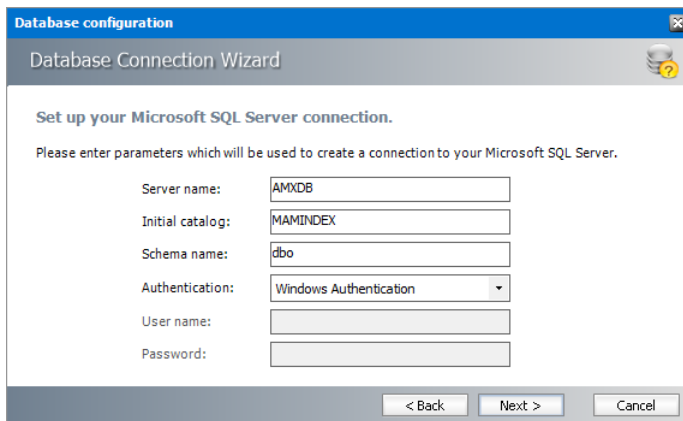 Database configuration
Database Connection Wizard
Set up your Microsoft SQL Server connection.
Please enter parameters which will be used to create a connection to your Microsoft SQL Server.
Server name: AMXDB
Initial catalog: MAMINDEX
Schema name: dbo
Authentication: Windows Authentication
User name:
Password:
< Back Next > Cancel